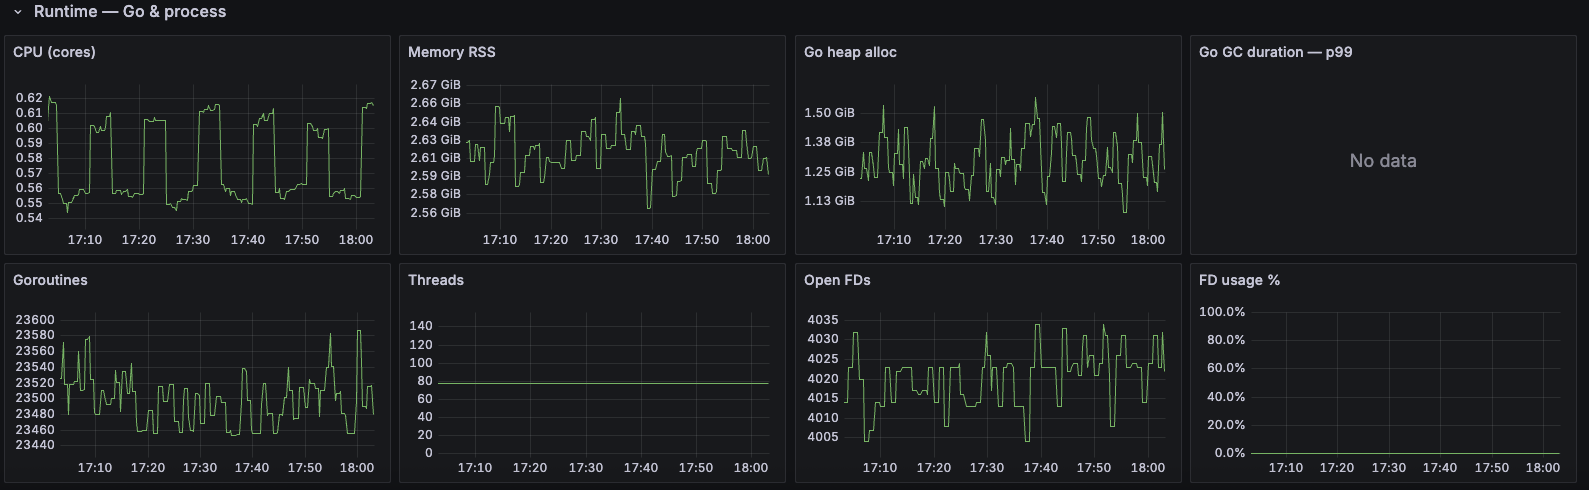 Runtime — Go & process
CPU (cores)
0.62
0.61
0.60
0.59
0.58
0.57
0.56
0.55
0.54
17:10 17:20 17:30 17:40 17:50 18:00
Memory RSS
2.67 GiB
2.66 GiB
2.64 GiB
2.63 GiB
2.61 GiB
2.59 GiB
2.58 GiB
2.56 GiB
17:10 17:20 17:30 17:40 17:50 18:00
Go heap alloc
1.50 GiB
1.38 GiB
1.25 GiB
1.13 GiB
17:10 17:20 17:30 17:40 17:50 18:00
Go GC duration — p99
No data
Goroutines
23600
23580
23560
23540
23520
23500
23480
23460
23440
17:10 17:20 17:30 17:40 17:50 18:00
Threads
140
120
100
80
60
40
20
0
17:10 17:20 17:30 17:40 17:50 18:00
Open FDs
4035
4030
4025
4020
4015
4010
4005
17:10 17:20 17:30 17:40 17:50 18:00
FD usage %
100.0%
80.0%
60.0%
40.0%
20.0%
0.0%
17:10 17:20 17:30 17:40 17:50 18:00